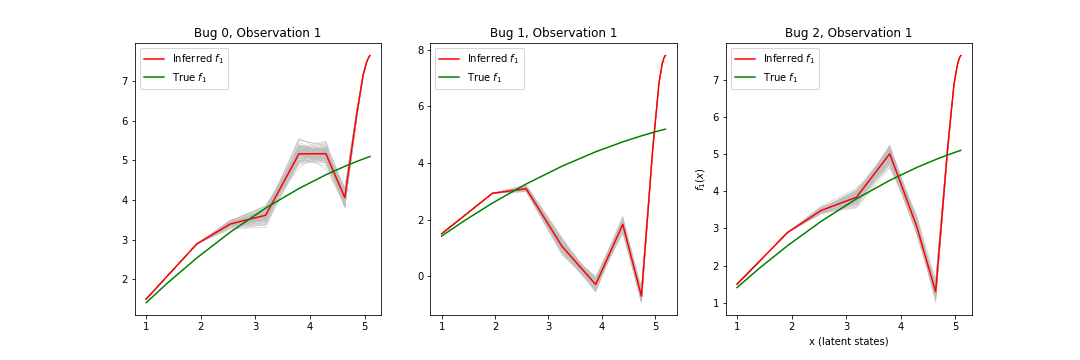 Bug 0, Observation 1
Inferred f₁
True f₁
7
6
5
4
3
2
1 2 3 4 5
Bug 1, Observation 1
Inferred f₁
True f₁
8
6
4
2
0
1 2 3 4 5
Bug 2, Observation 1
Inferred f₁
True f₁
f₁(x)
7
6
5
4
3
2
1
1 2 3 4 5
x (latent states)